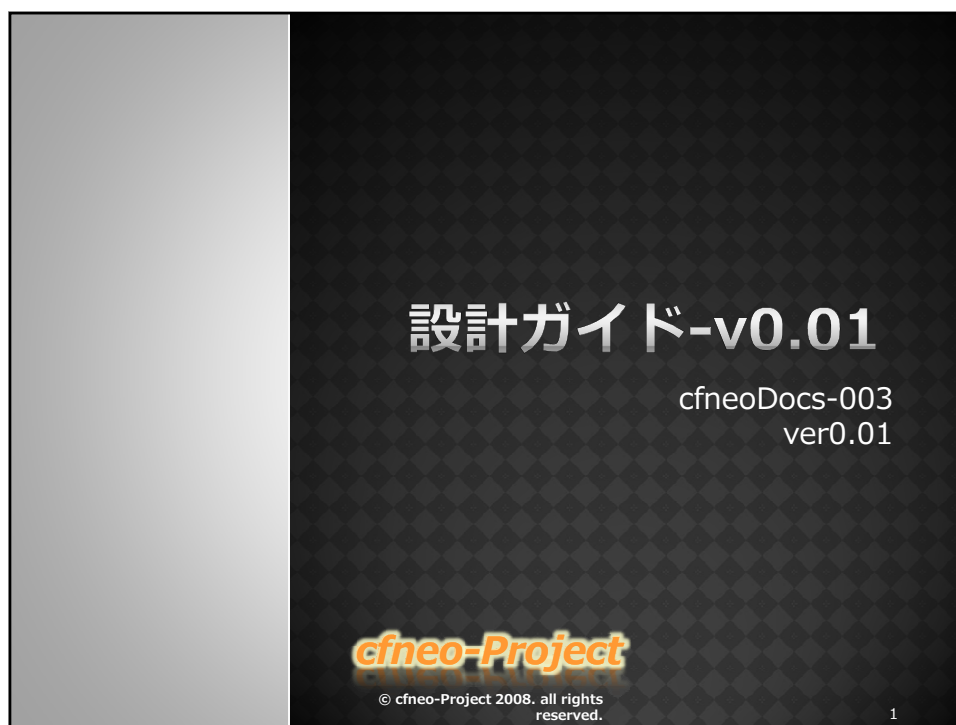 設計ガイド-v0.01
cfneoDocs-003
ver0.01
cfneo-Project
© cfneo-Project 2008. all rights
reserved.
1